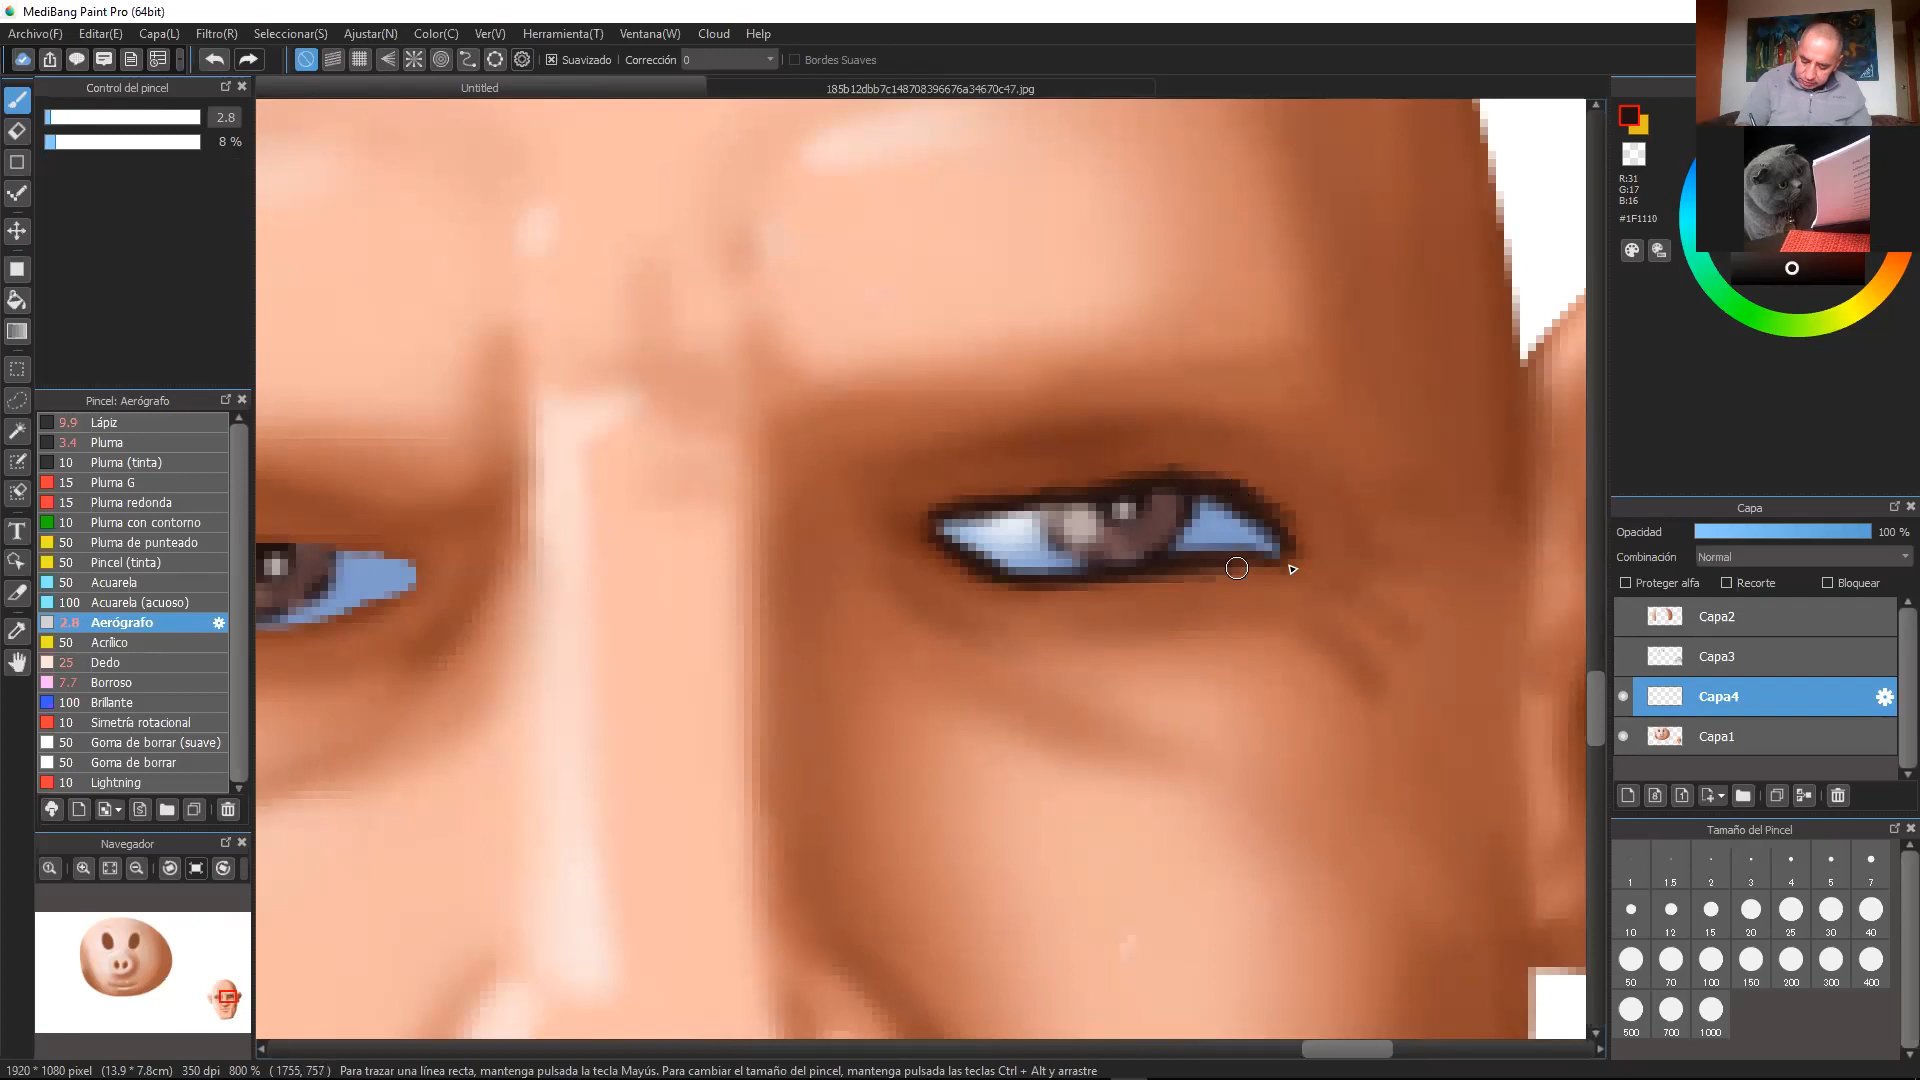 MediBang Paint Pro (64bit)
Archivo(F) Editar(E) Capa(L) Filtro(R) Seleccionar(S) Ajustar(N) Color(C) Ver(V) Herramienta(T) Ventana(W) Cloud Help
Suavizado Corrección 0 Bordes Suaves
Control del pincel
Untitled
185b12dbb7c148708396676a34670c47.jpg
2.8
8 %
R:31
G:17
B:16
#1F1110
Pincel: Aerógrafo
9.9 Lápiz
3.4 Pluma
10 Pluma (tinta)
15 Pluma G
15 Pluma redonda
10 Pluma con contorno
50 Pluma de punteado
50 Pincel (tinta)
50 Acuarela
100 Acuarela (acuoso)
2.8 Aerógrafo
50 Acrílico
25 Dedo
7.7 Borroso
100 Brillante
10 Simetría rotacional
50 Goma de borrar (suave)
50 Goma de borrar
10 Lightning
Navegador
Capa
Opacidad 100 %
Combinación Normal
Proteger alfa Recorte Bloquear
Capa2
Capa3
Capa4
Capa1
Tamaño del Pincel
1 1.5 2 3 4 5 7
10 12 15 20 25 30 40
50 70 100 150 200 300 400
500 700 1000
1920 * 1080 pixel (13.9 * 7.8cm) 350 dpi 800 % ( 1755, 757 ) Para trazar una línea recta, mantenga pulsada la tecla Mayús. Para cambiar el tamaño del pincel, mantenga pulsada las teclas Ctrl + Alt y arrastre